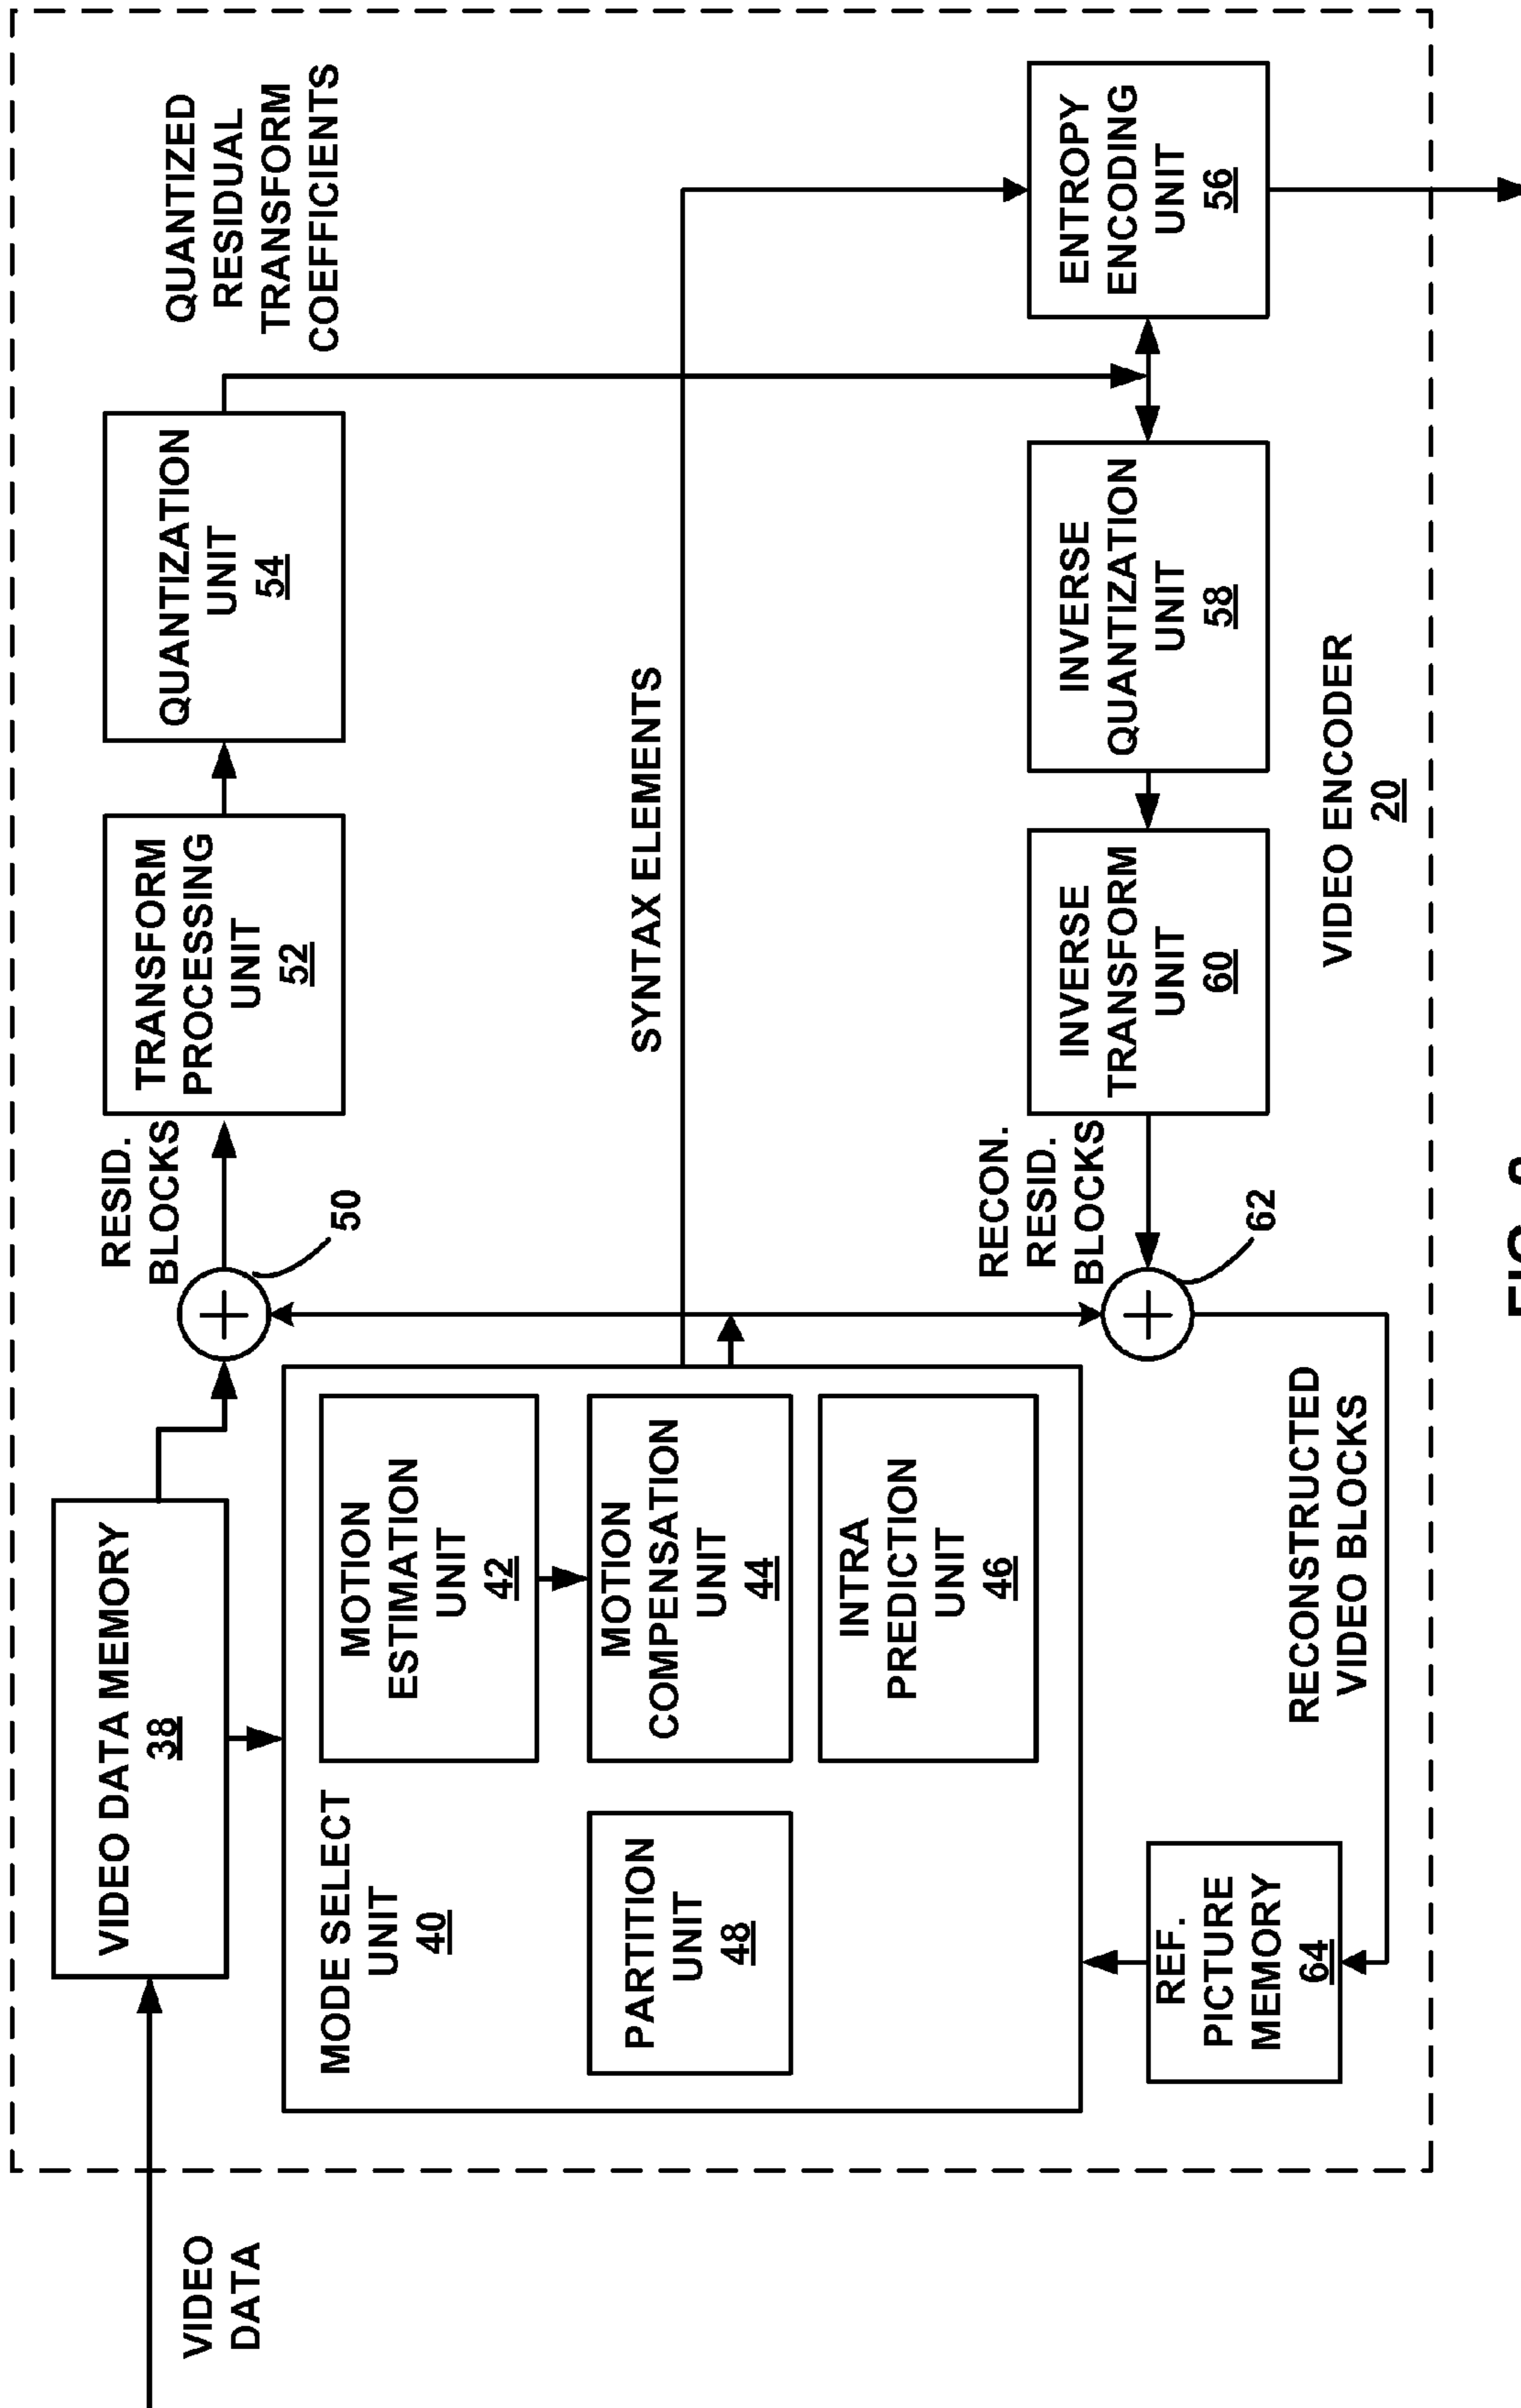 VIDEO
DATA
VIDEO DATA MEMORY
38
MODE SELECT
UNIT
40
PARTITION
UNIT
48
MOTION
ESTIMATION
UNIT
42
MOTION
COMPENSATION
UNIT
44
INTRA
PREDICTION
UNIT
46
REF.
PICTURE
MEMORY
64
RECONSTRUCTED
VIDEO BLOCKS
RESID.
BLOCKS
50
TRANSFORM
PROCESSING
UNIT
52
QUANTIZATION
UNIT
54
QUANTIZED
RESIDUAL
TRANSFORM
COEFFICIENTS
SYNTAX ELEMENTS
RECON.
RESID.
BLOCKS
62
INVERSE
TRANSFORM
UNIT
60
INVERSE
QUANTIZATION
UNIT
58
ENTROPY
ENCODING
UNIT
56
VIDEO ENCODER
20
FIG.